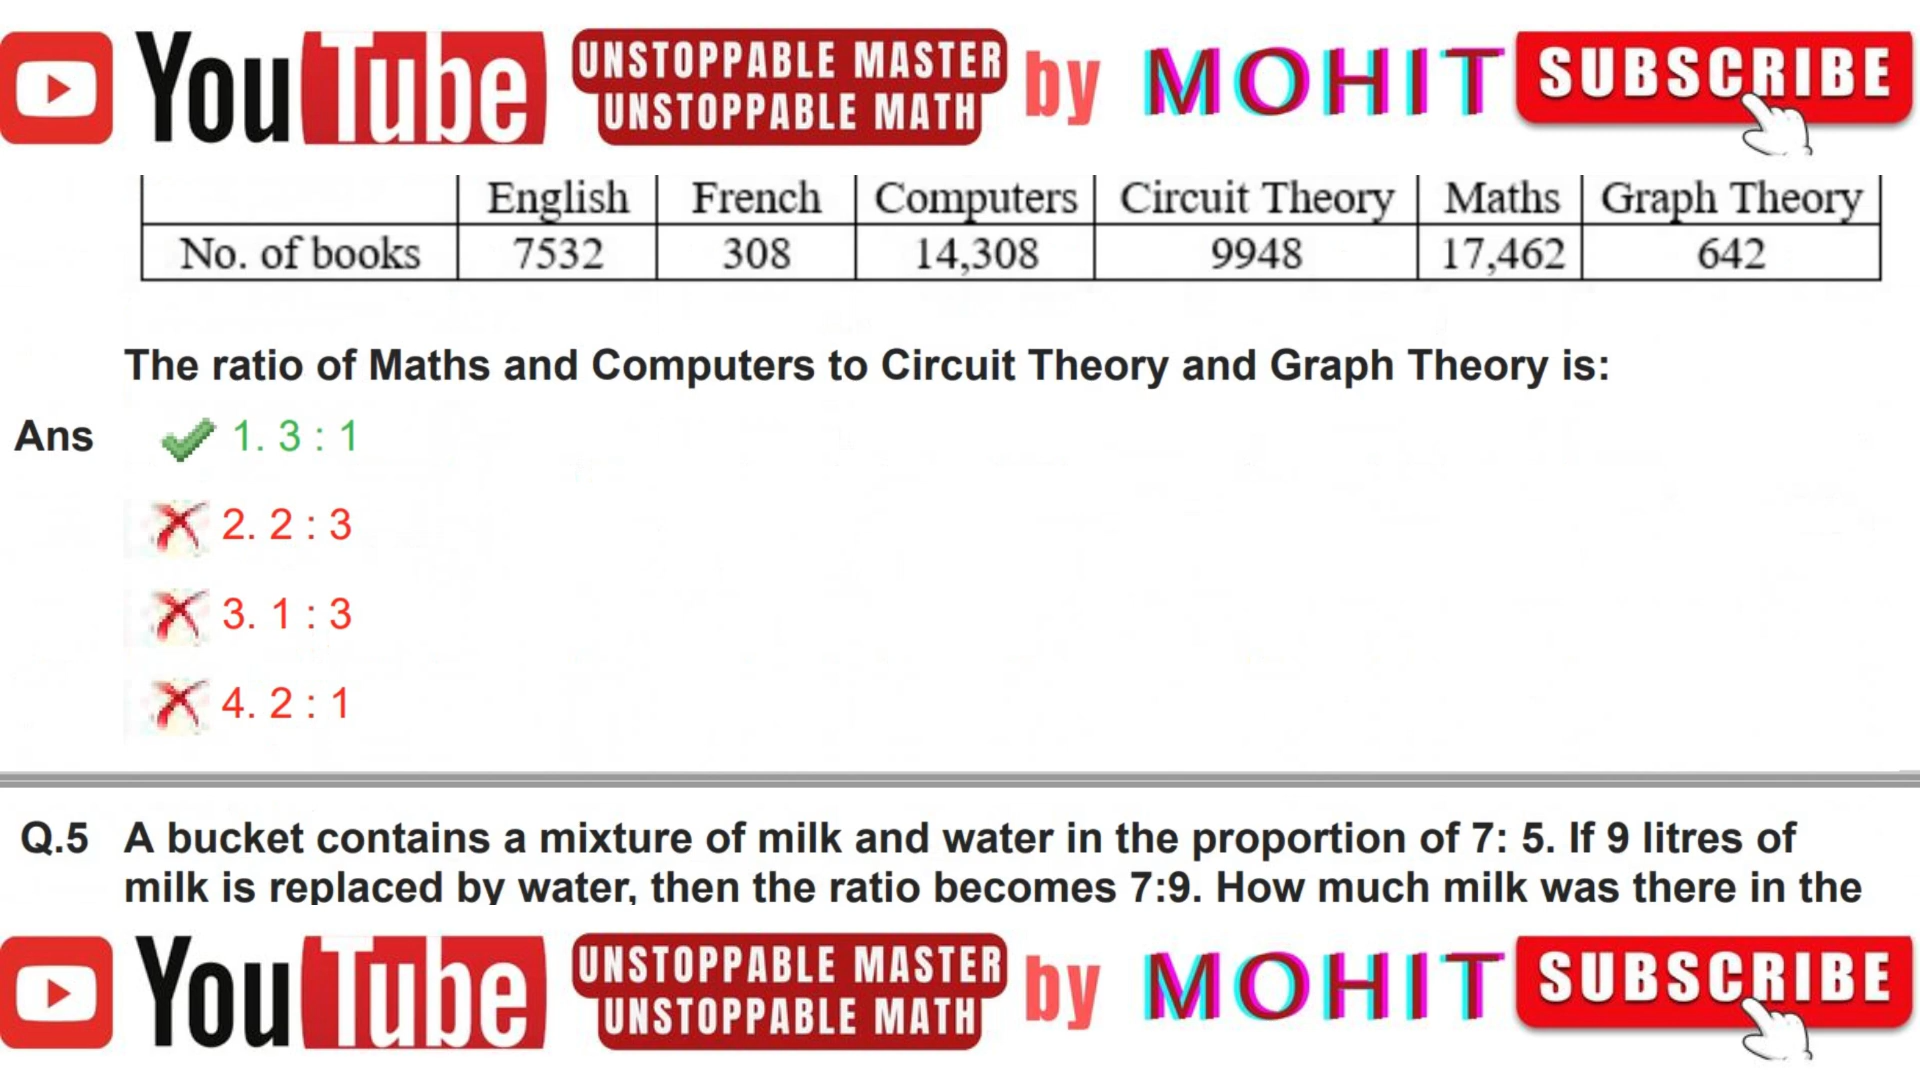 YouTube UNSTOPPABLE MASTER UNSTOPPABLE MATH by MOHIT SUBSCRIBE
English French Computers Circuit Theory Maths Graph Theory
No. of books 7532 308 14,308 9948 17,462 642
The ratio of Maths and Computers to Circuit Theory and Graph Theory is:
Ans 1. 3 : 1
2. 2 : 3
3. 1 : 3
4. 2 : 1
Q.5 A bucket contains a mixture of milk and water in the proportion of 7: 5. If 9 litres of
milk is replaced by water, then the ratio becomes 7:9. How much milk was there in the
YouTube UNSTOPPABLE MASTER UNSTOPPABLE MATH by MOHIT SUBSCRIBE